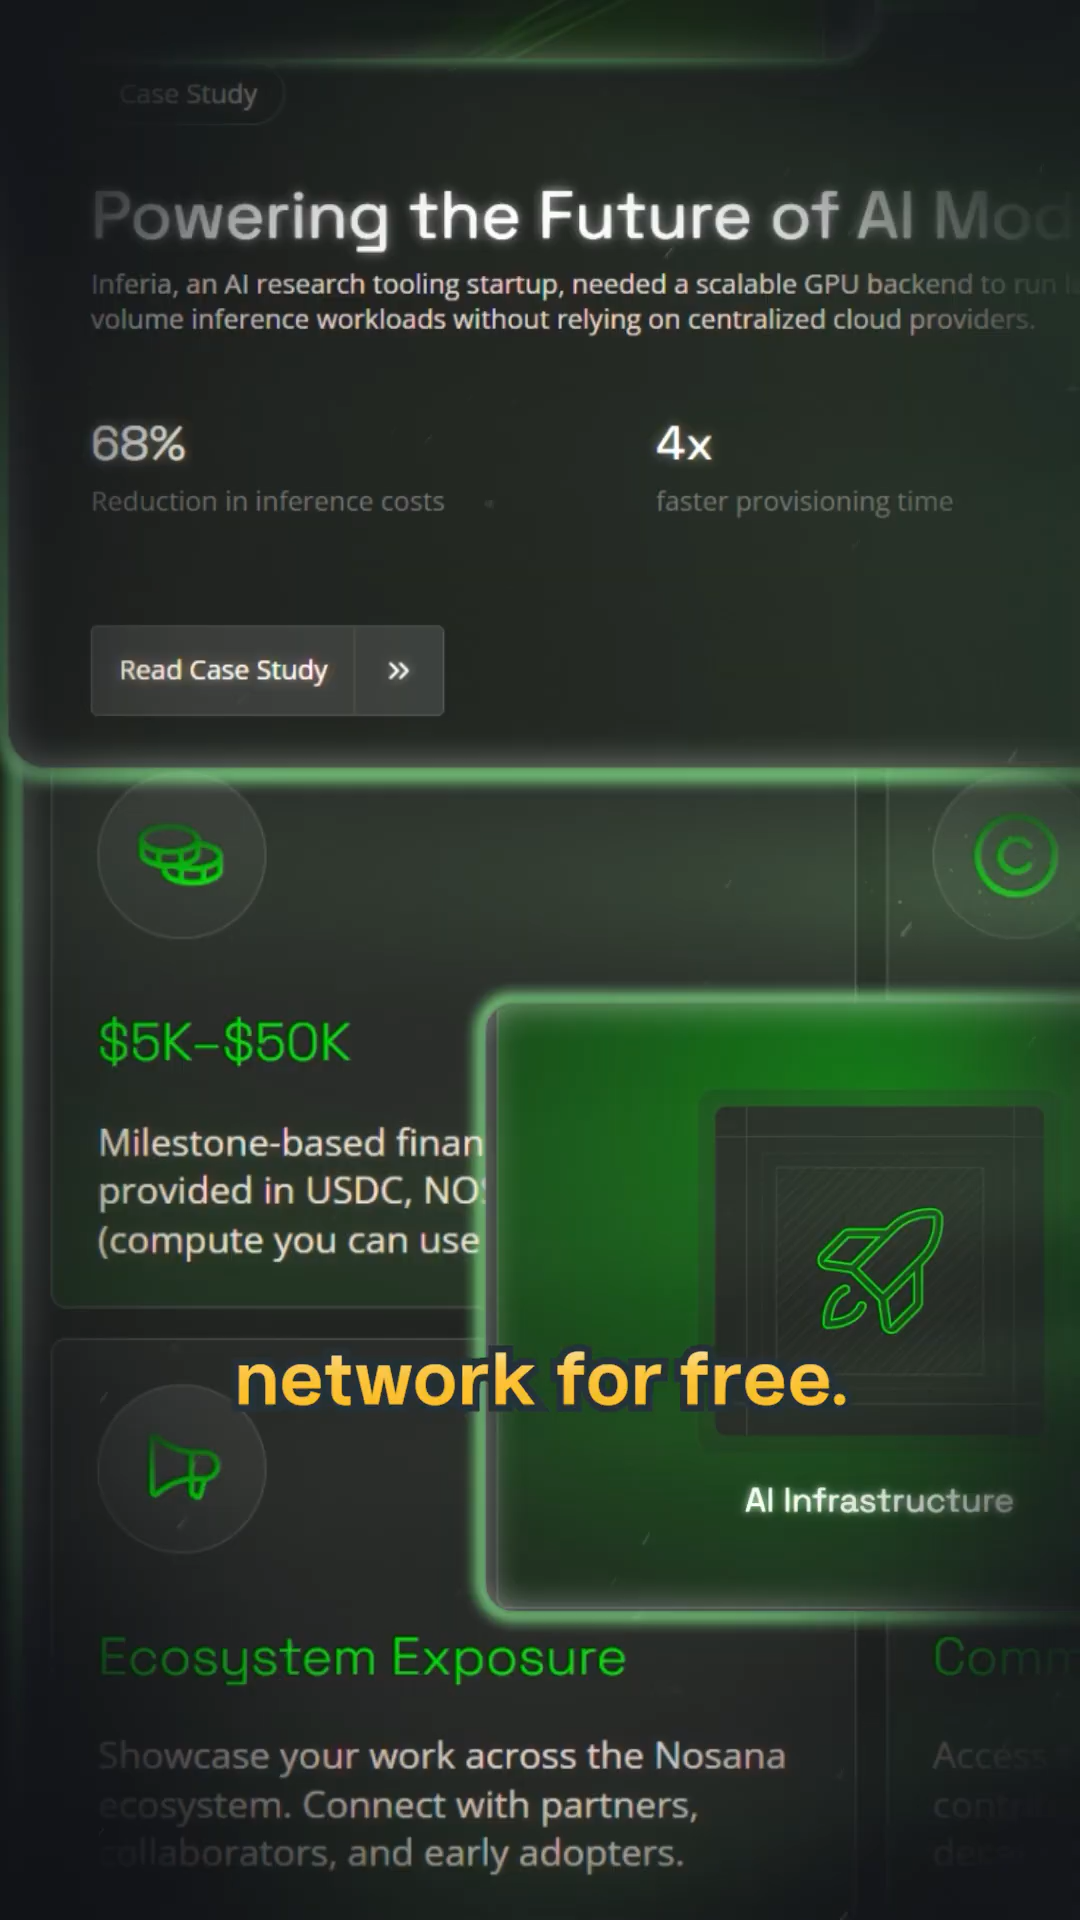 Case Study
Powering the Future of AI Mod
Inferia, an AI research tooling startup, needed a scalable GPU backend to run
volume inference workloads without relying on centralized cloud providers.
68%
Reduction in inference costs
4x
faster provisioning time
Read Case Study »
$5K–$50K
Milestone-based finan
provided in USDC, NOS
(compute you can use
network for free.
AI Infrastructure
Ecosystem Exposure
Showcase your work across the Nosana
ecosystem. Connect with partners,
collaborators, and early adopters.
Comm
Access